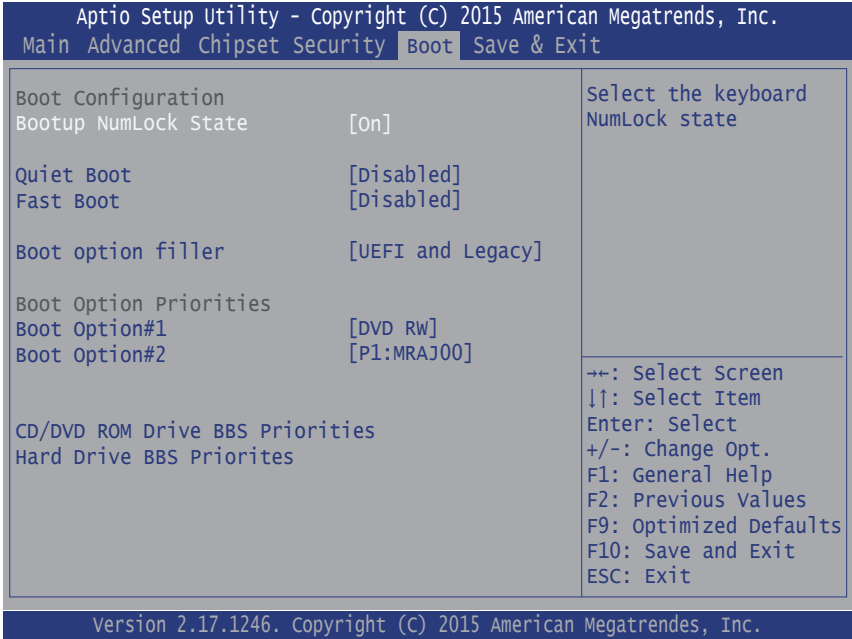 Aptio Setup Utility - Copyright (C) 2015 American Megatrends, Inc.
Main Advanced Chipset Security Boot Save & Exit
Boot Configuration
Bootup NumLock State [On]
Quiet Boot [Disabled]
Fast Boot [Disabled]
Boot option filler [UEFI and Legacy]
Boot Option Priorities
Boot Option#1 [DVD RW]
Boot Option#2 [P1:MRAJ00]
CD/DVD ROM Drive BBS Priorities
Hard Drive BBS Priorites
Select the keyboard
NumLock state
→←: Select Screen
↓↑: Select Item
Enter: Select
+/-: Change Opt.
F1: General Help
F2: Previous Values
F9: Optimized Defaults
F10: Save and Exit
ESC: Exit
Version 2.17.1246. Copyright (C) 2015 American Megatrendes, Inc.